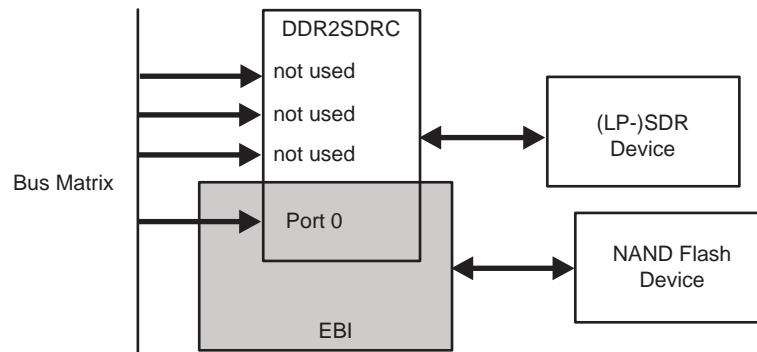 DDR2SDRC
not used
not used
not used
Bus Matrix
Port 0
EBI
(LP-)SDR
Device
NAND Flash
Device